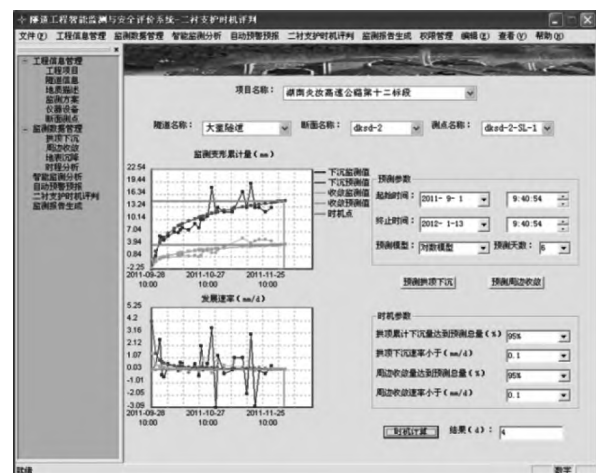 隧道工程智能监测与安全评价系统-二衬支护时机评判
文件(F) 工程信息管理 监测数据管理 智能监测分析 自动预警预报 二衬支护时机评判 监测报告生成 权限管理 编辑(E) 查看(V) 帮助(H)
工程信息管理
工程项目
隧道信息
地质描述
监测方案
仪器设备
断面测点
监测数据管理
拱顶下沉
周边收敛
地表沉降
时程分析
智能监测分析
自动预警预报
二衬支护时机评判
监测报告生成
项目名称: 湖南炎汝高速公路第十二标段
隧道名称: 大奎隧道 断面名称: dksd-2 测点名称: dksd-2-SL-1
监测变形累计量(mm)
22.54
19.44
16.34
13.24
10.14
7.04
3.94
0.84
-2.26
2011-09-28 2011-10-27 2011-11-25
10:00 10:00 10:00
下沉监测值
下沉预测值
收敛监测值
收敛预测值
时机点
发展速率(mm/d)
5.25
4.2
3.16
2.12
1.07
0.03
-1.01
-2.05
-3.09
2011-09-28 2011-10-27 2011-11-25
10:00 10:00 10:00
预测参数
起始时间: 2011- 9- 1 9:40:54
终止时间: 2012- 1-13 9:40:54
预测模型: 对数模型 预测天数: 6
预测拱顶下沉 预测周边收敛
时机参数
拱顶累计下沉量达到预测总量(%) 95%
拱顶下沉速率小于(mm/d) 0.1
周边收敛量达到预测总量(%) 95%
周边收敛速率小于(mm/d) 0.1
时机计算 结果(d): 4
就绪 数字